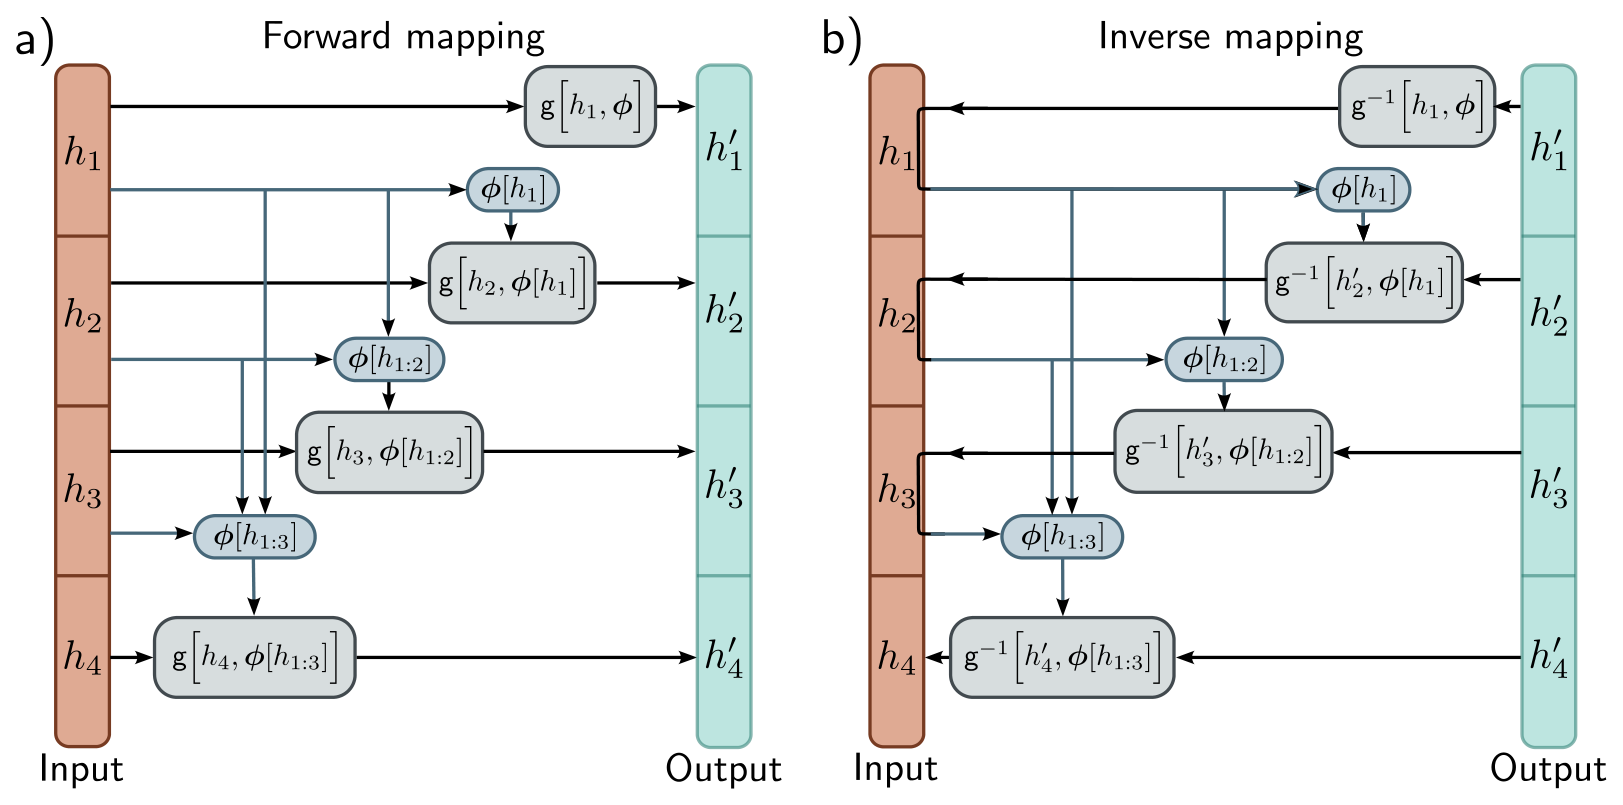 a)
Forward mapping
g[h₁, ϕ]
h₁
h′₁
ϕ[h₁]
g[h₂, ϕ[h₁]]
h₂
h′₂
ϕ[h₁:₂]
g[h₃, ϕ[h₁:₂]]
h₃
h′₃
ϕ[h₁:₃]
g[h₄, ϕ[h₁:₃]]
h₄
h′₄
Input
Output
b)
Inverse mapping
g⁻¹[h₁, ϕ]
h₁
h′₁
ϕ[h₁]
g⁻¹[h′₂, ϕ[h₁]]
h₂
h′₂
ϕ[h₁:₂]
g⁻¹[h′₃, ϕ[h₁:₂]]
h₃
h′₃
ϕ[h₁:₃]
g⁻¹[h′₄, ϕ[h₁:₃]]
h₄
h′₄
Input
Output